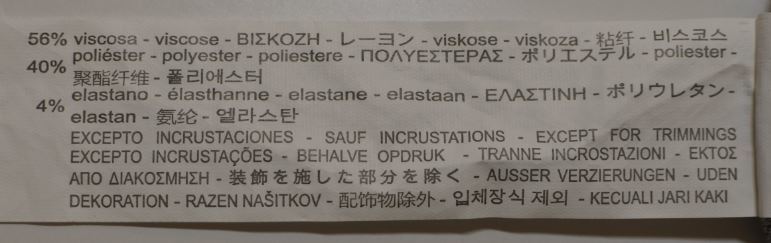 56% viscosa - viscose - ΒΙΣΚΟΖΗ - レーヨン - viskose - viskoza - 粘纤 - 비스코스
40% poliéster - polyester - poliestere - ΠΟΛΥΕΣΤΕΡΑΣ - ポリエステル - poliester -
聚酯纤维 - 폴리에스터
4% elastano - élasthanne - elastane - elastaan - ΕΛΑΣΤΙΝΗ - ポリウレタン -
elastan - 氨纶 - 엘라스탄
EXCEPTO INCRUSTACIONES - SAUF INCRUSTATIONS - EXCEPT FOR TRIMMINGS
EXCEPTO INCRUSTAÇÕES - BEHALVE OPDRUK - TRANNE INCROSTAZIONI - ΕΚΤΟΣ
ΑΠΟ ΔΙΑΚΟΣΜΗΣΗ - 装飾を施した部分を除く - AUSSER VERZIERUNGEN - UDEN
DEKORATION - RAZEN NAŠITKOV - 配饰物除外 - 입체장식 제외 - KECUALI JARI KAKI